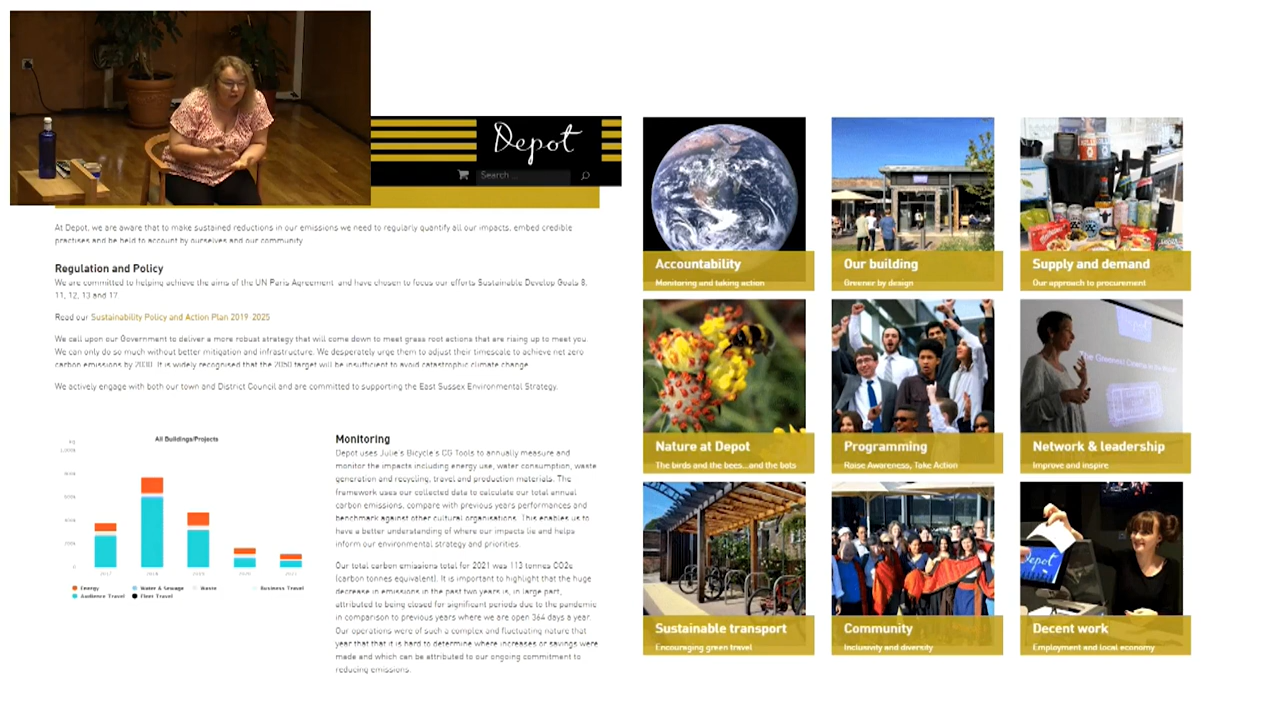 Depot
Search ...
At Depot, we are aware that to make sustained reductions in our emissions we need to regularly quantify all our impacts, embed credible
practises and be held to account by ourselves and our community.
Regulation and Policy
We are committed to helping achieve the aims of the UN Paris Agreement and have chosen to focus our efforts Sustainable Develop Goals 8,
11, 12, 13 and 17
Read our Sustainability Policy and Action Plan 2019-2025
We call upon our Government to deliver a more robust strategy that will come down to meet grass root actions that are rising up to meet you.
We can only do so much without better mitigation and infrastructure. We desperately urge them to adjust their timescale to achieve net zero
carbon emissions by 2030. It is widely recognised that the 2050 target will be insufficient to avoid catastrophic climate change.
We actively engage with both our town and District Council and are committed to supporting the East Sussex Environmental Strategy.
All Buildings/Projects
2017
2018
2019
Energy
Water & Sewage
Waste
Business Travel
Audience Travel
Fleet Travel
Monitoring
Depot uses Julie's Bicycle's CG Tools to annually measure and
monitor the impacts including energy use, water consumption, waste
generation and recycling, travel and production materials. The
framework uses our collected data to calculate our total annual
carbon emissions, compare with previous years performances and
benchmark against other cultural organisations. This enables us to
have a better understanding of where our impacts lie and helps
inform our environmental strategy and priorities.
Our total carbon emissions total for 2021 was 113 tonnes CO2e
(carbon tonnes equivalent). It is important to highlight that the huge
decrease in emissions in the past two years is, in large part,
attributed to being closed for significant periods due to the pandemic
in comparison to previous years where we are open 364 days a year.
Our operations were of such a complex and fluctuating nature that
year that that it is hard to determine where increases or savings were
made and which can be attributed to our ongoing commitment to
reducing emissions.
Accountability
Monitoring and taking action
Our building
Greener by design
Supply and demand
Our approach to procurement
Nature at Depot
The birds and the bees...and the bats
Programming
Raise Awareness, Take Action
The Greenest Cinema in the
Network & leadership
Improve and inspire
Sustainable transport
Encouraging green travel
Community
Inclusivity and diversity
Depot
Decent work
Employment and local economy